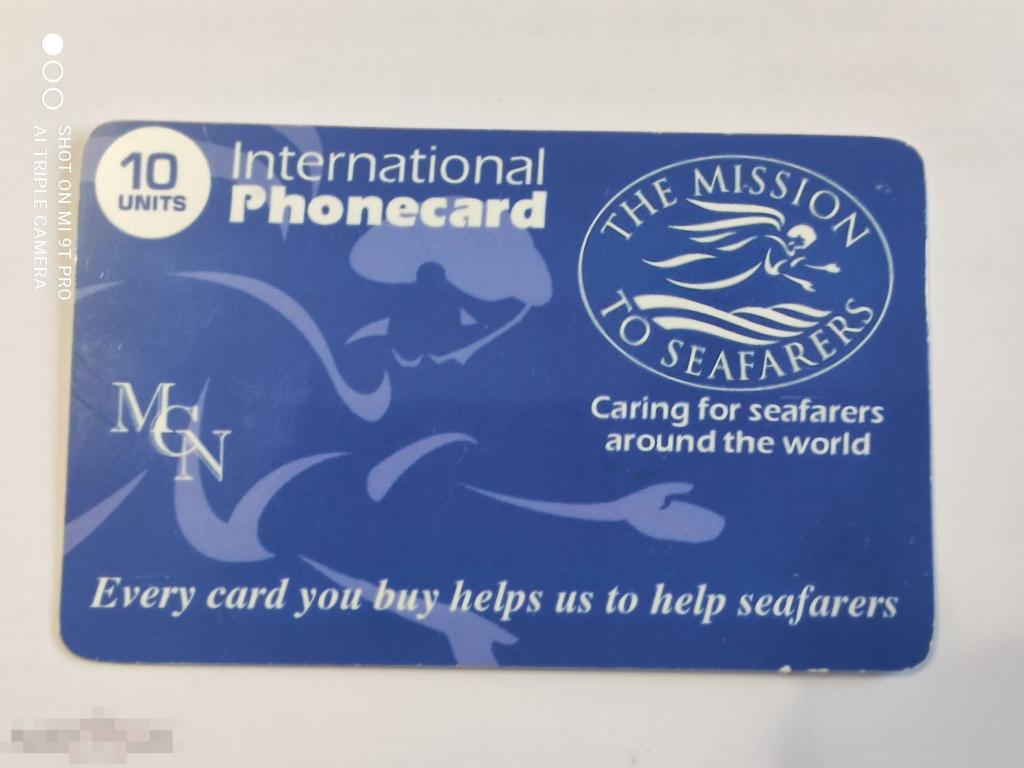 10
UNITS
International
Phonecard
THE MISSION
TO SEAFARERS
Caring for seafarers
around the world
MGN
Every card you buy helps us to help seafarers
SHOT ON MI 9T PRO
AI TRIPLE CAMERA